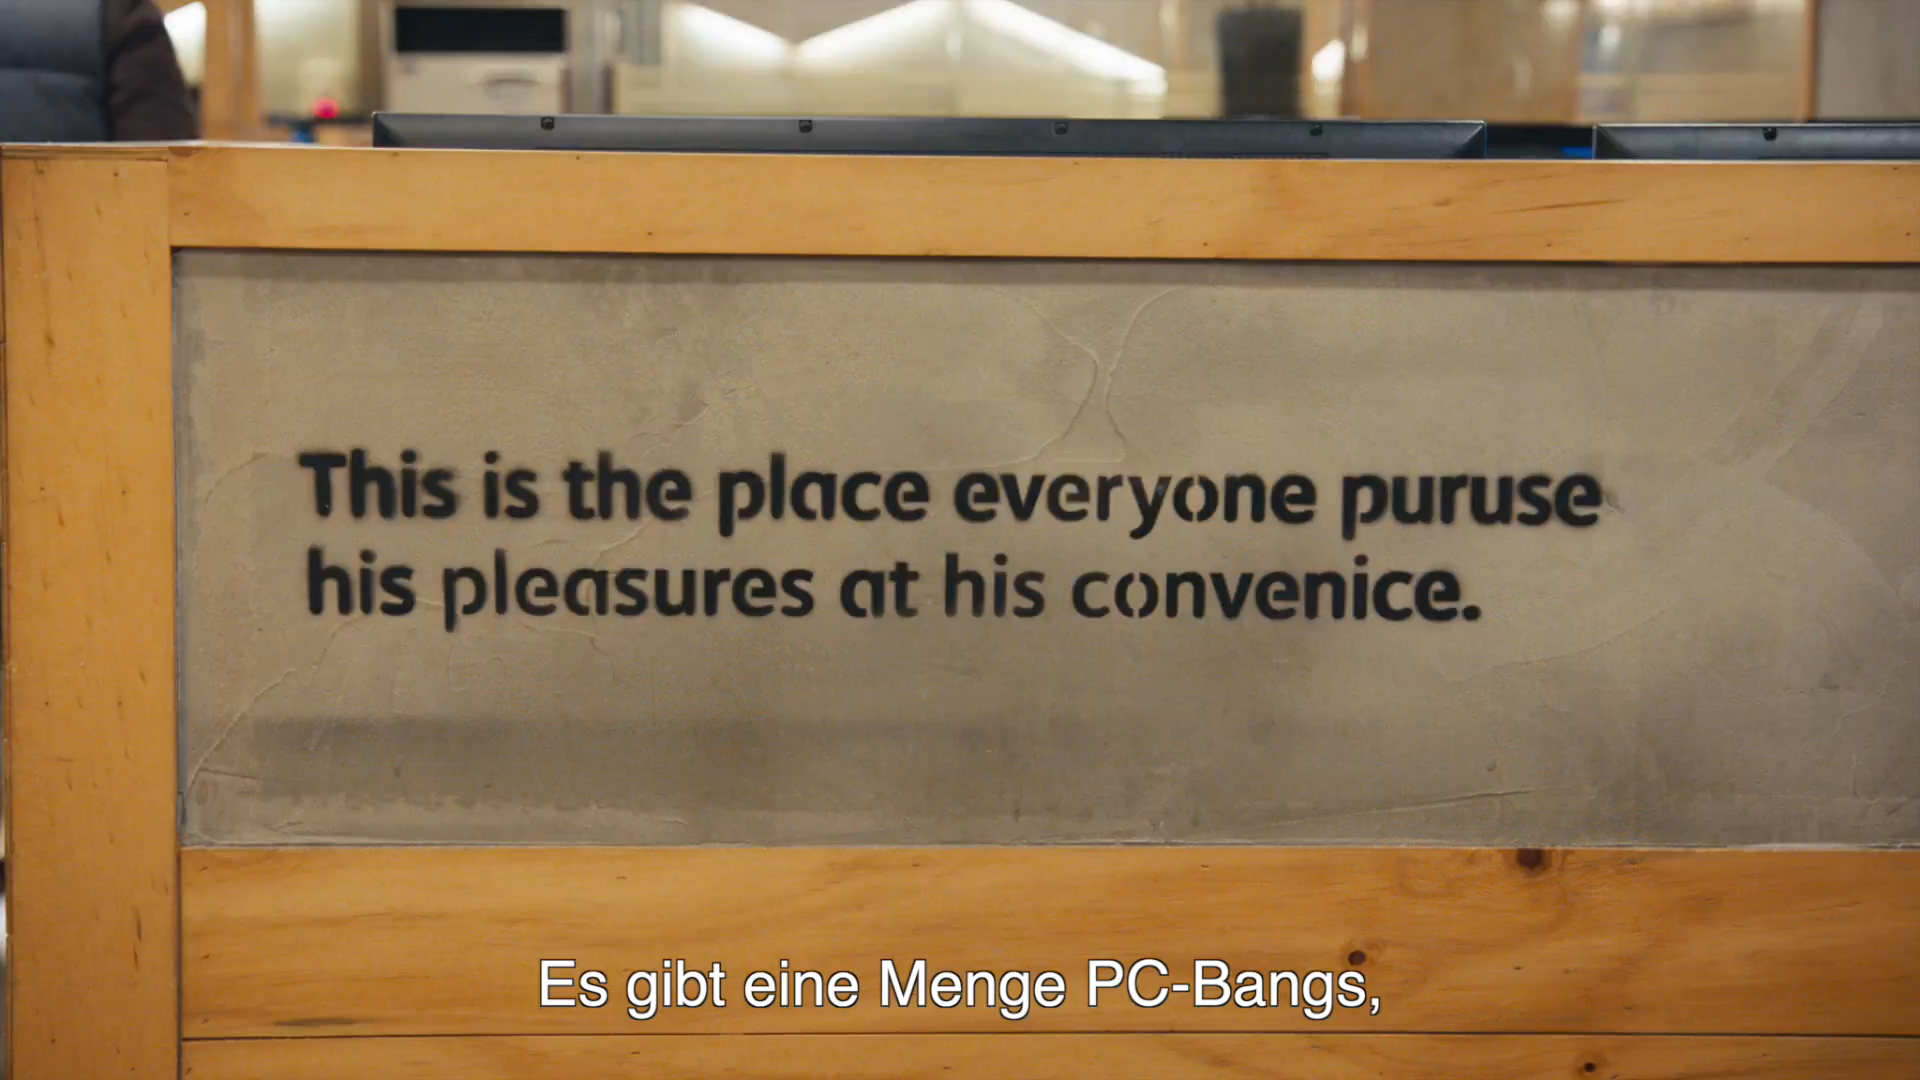 This is the place everyone puruse
his pleasures at his convenice.
Es gibt eine Menge PC-Bangs,